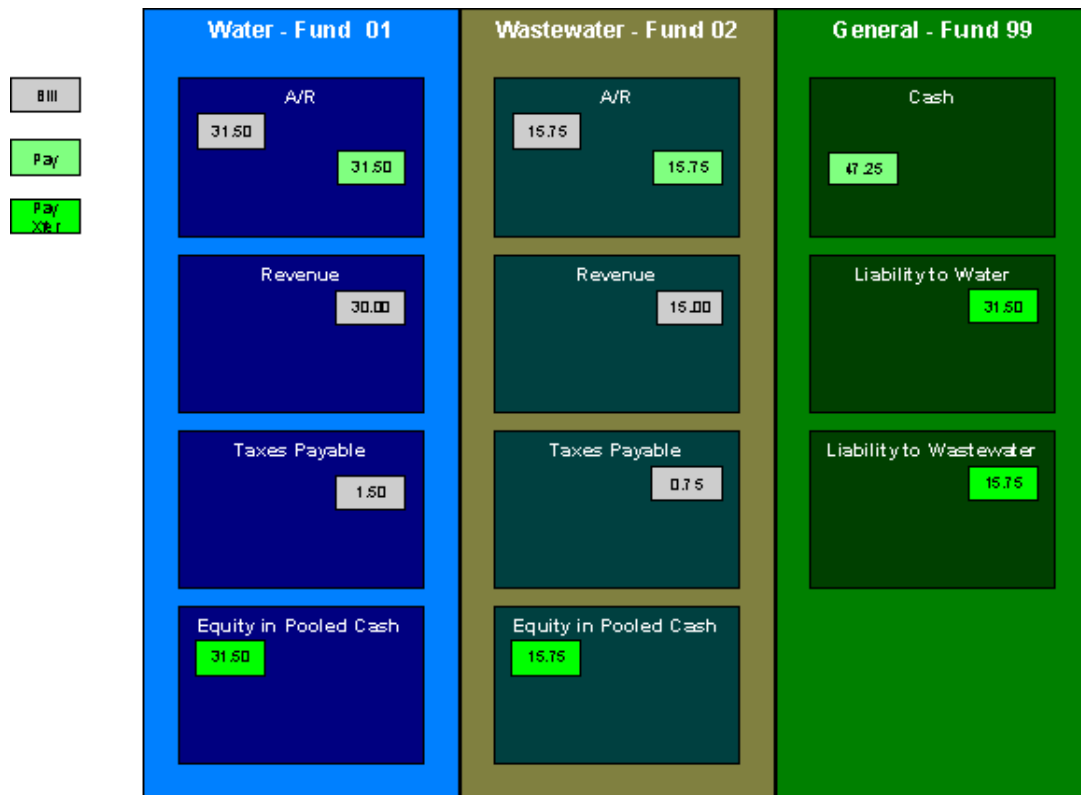 Water - Fund 01
Wastewater - Fund 02
General - Fund 99
Bill
Pay
Pay
Xfer
A/R
31.50
31.50
A/R
15.75
15.75
Cash
47.25
Revenue
30.00
Revenue
15.00
Liability to Water
31.50
Taxes Payable
1.50
Taxes Payable
0.75
Liability to Wastewater
15.75
Equity in Pooled Cash
31.50
Equity in Pooled Cash
15.75